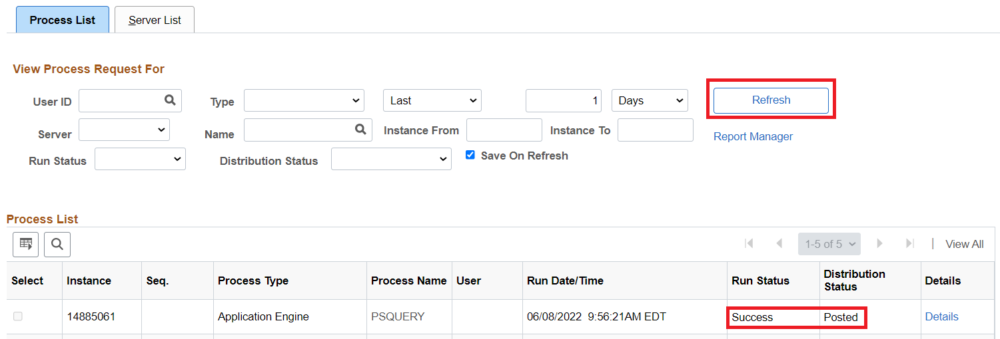 Process List
Server List
View Process Request For
User ID
Type
Last
1
Days
Refresh
Server
Name
Instance From
Instance To
Report Manager
Run Status
Distribution Status
Save On Refresh
Process List
1-5 of 5
View All
Select
Instance
Seq.
Process Type
Process Name
User
Run Date/Time
Run Status
Distribution
Status
Details
14885061
Application Engine
PSQUERY
06/08/2022 9:56:21AM EDT
Success
Posted
Details